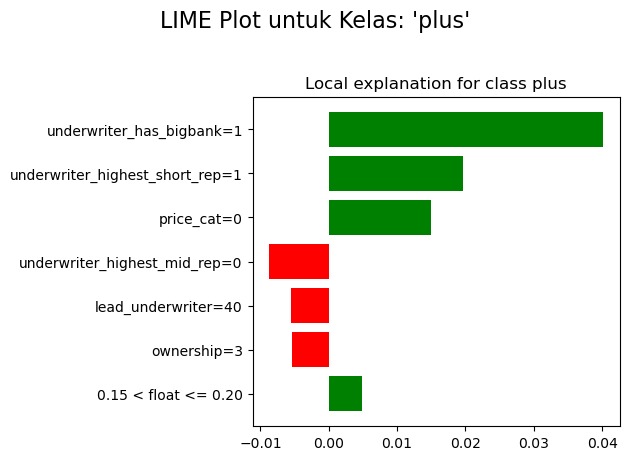 LIME Plot untuk Kelas: 'plus'
Local explanation for class plus
underwriter_has_bigbank=1
underwriter_highest_short_rep=1
price_cat=0
underwriter_highest_mid_rep=0
lead_underwriter=40
ownership=3
0.15 < float <= 0.20
−0.01 0.00 0.01 0.02 0.03 0.04